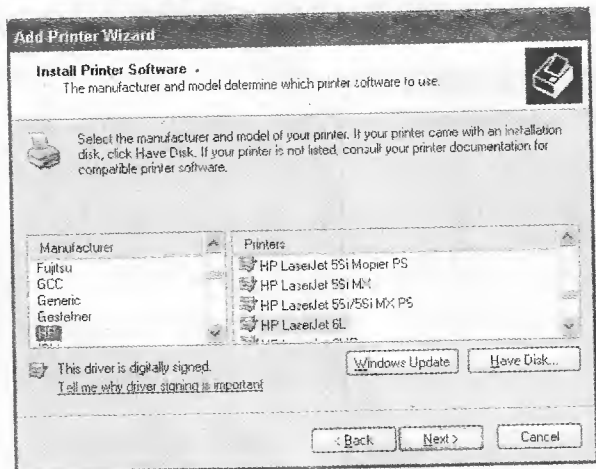 Add Printer Wizard
Install Printer Software
The manufacturer and model determine which printer software to use.
Select the manufacturer and model of your printer. If your printer came with an installation
disk, click Have Disk. If your printer is not listed, consult your printer documentation for
compatible printer software.
Manufacturer
Fujitsu
GCC
Generic
Gestetner
HP
Printers
HP LaserJet 5Si Mopier PS
HP LaserJet 5Si MX
HP LaserJet 5Si/5Si MX PS
HP LaserJet 6L
This driver is digitally signed.
Tell me why driver signing is important
Windows Update
Have Disk...
< Back
Next >
Cancel